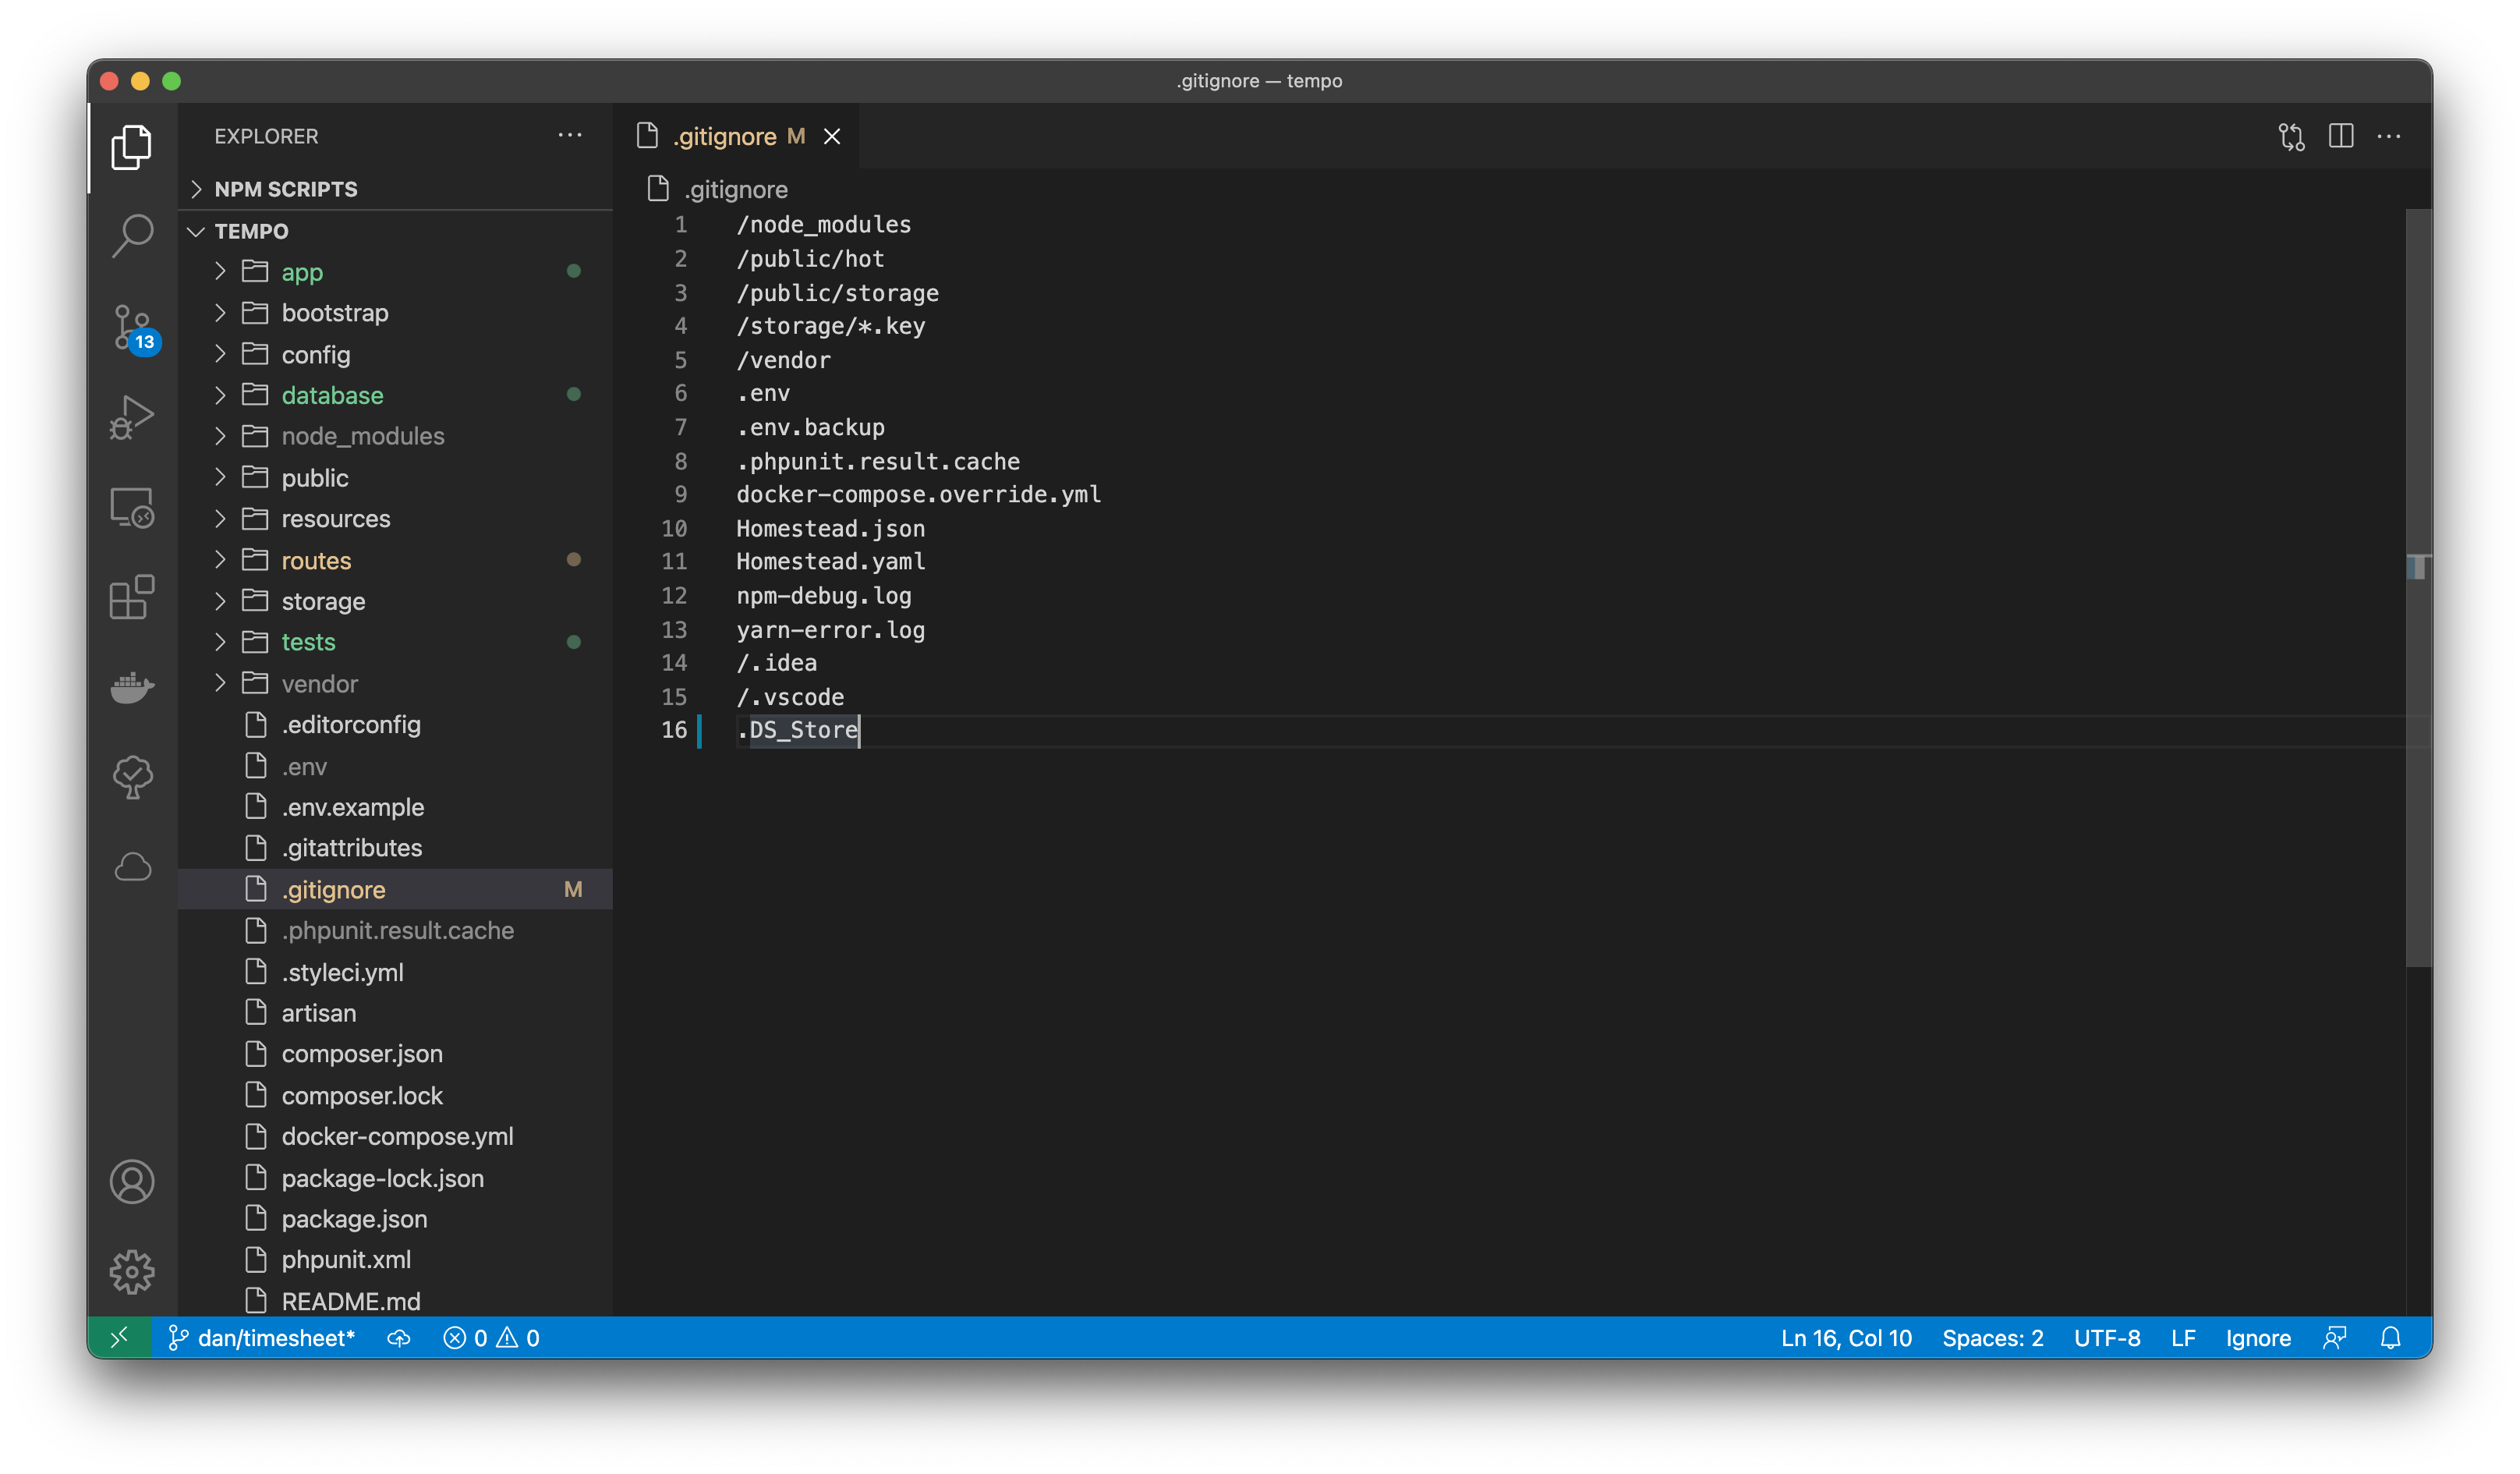 .gitignore — tempo
EXPLORER
NPM SCRIPTS
TEMPO
app
bootstrap
config
database
node_modules
public
resources
routes
storage
tests
vendor
.editorconfig
.env
.env.example
.gitattributes
.gitignore M
.phpunit.result.cache
.styleci.yml
artisan
composer.json
composer.lock
docker-compose.yml
package-lock.json
package.json
phpunit.xml
README.md
13
.gitignore M
.gitignore
1 /node_modules
2 /public/hot
3 /public/storage
4 /storage/*.key
5 /vendor
6 .env
7 .env.backup
8 .phpunit.result.cache
9 docker-compose.override.yml
10 Homestead.json
11 Homestead.yaml
12 npm-debug.log
13 yarn-error.log
14 /.idea
15 /.vscode
16 .DS_Store
dan/timesheet* 0 0 Ln 16, Col 10 Spaces: 2 UTF-8 LF Ignore